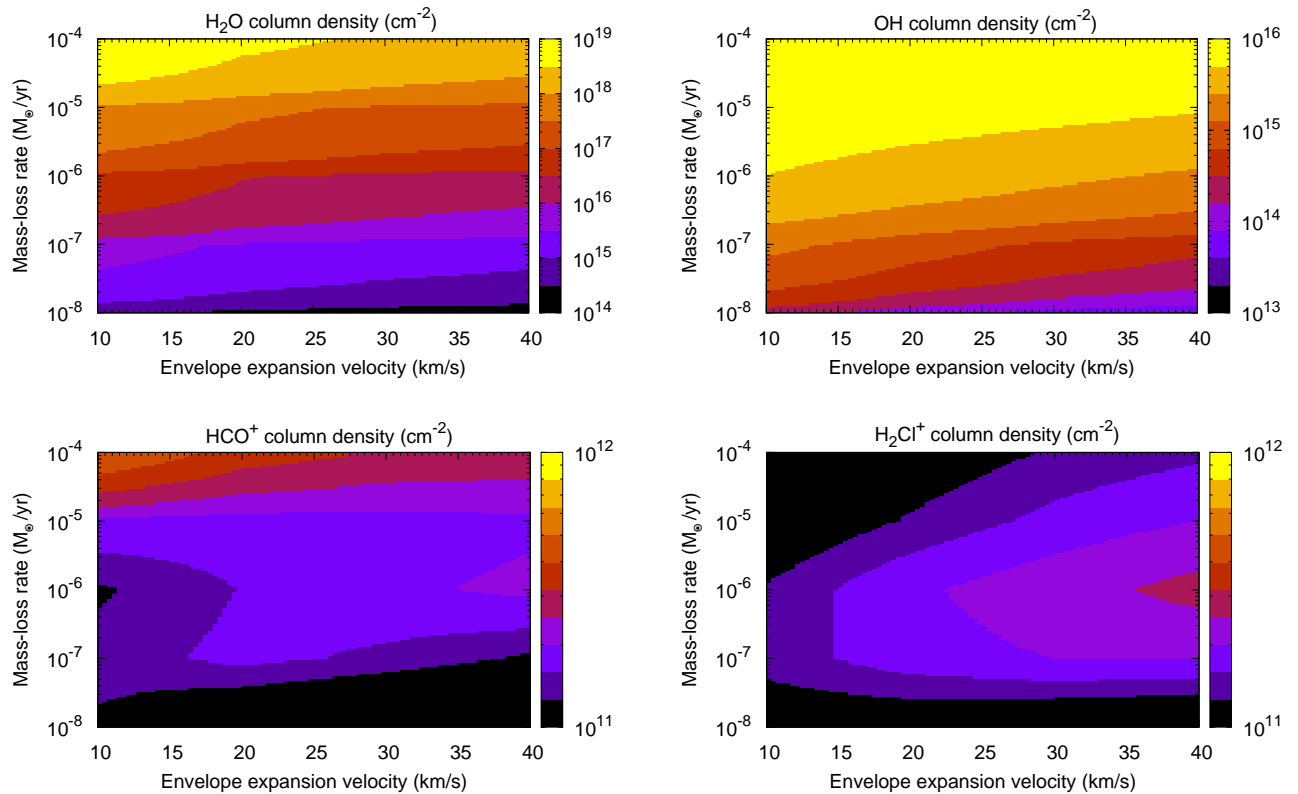 H₂O column density (cm⁻²)
10⁻⁴
10⁻⁵
10⁻⁶
10⁻⁷
10⁻⁸
Mass-loss rate (M⊙/yr)
10 15 20 25 30 35 40
Envelope expansion velocity (km/s)
10¹⁹
10¹⁸
10¹⁷
10¹⁶
10¹⁵
10¹⁴
OH column density (cm⁻²)
10⁻⁴
10⁻⁵
10⁻⁶
10⁻⁷
10⁻⁸
Mass-loss rate (M⊙/yr)
10 15 20 25 30 35 40
Envelope expansion velocity (km/s)
10¹⁶
10¹⁵
10¹⁴
10¹³
HCO⁺ column density (cm⁻²)
10⁻⁴
10⁻⁵
10⁻⁶
10⁻⁷
10⁻⁸
Mass-loss rate (M⊙/yr)
10 15 20 25 30 35 40
Envelope expansion velocity (km/s)
10¹²
10¹¹
H₂Cl⁺ column density (cm⁻²)
10⁻⁴
10⁻⁵
10⁻⁶
10⁻⁷
10⁻⁸
Mass-loss rate (M⊙/yr)
10 15 20 25 30 35 40
Envelope expansion velocity (km/s)
10¹²
10¹¹